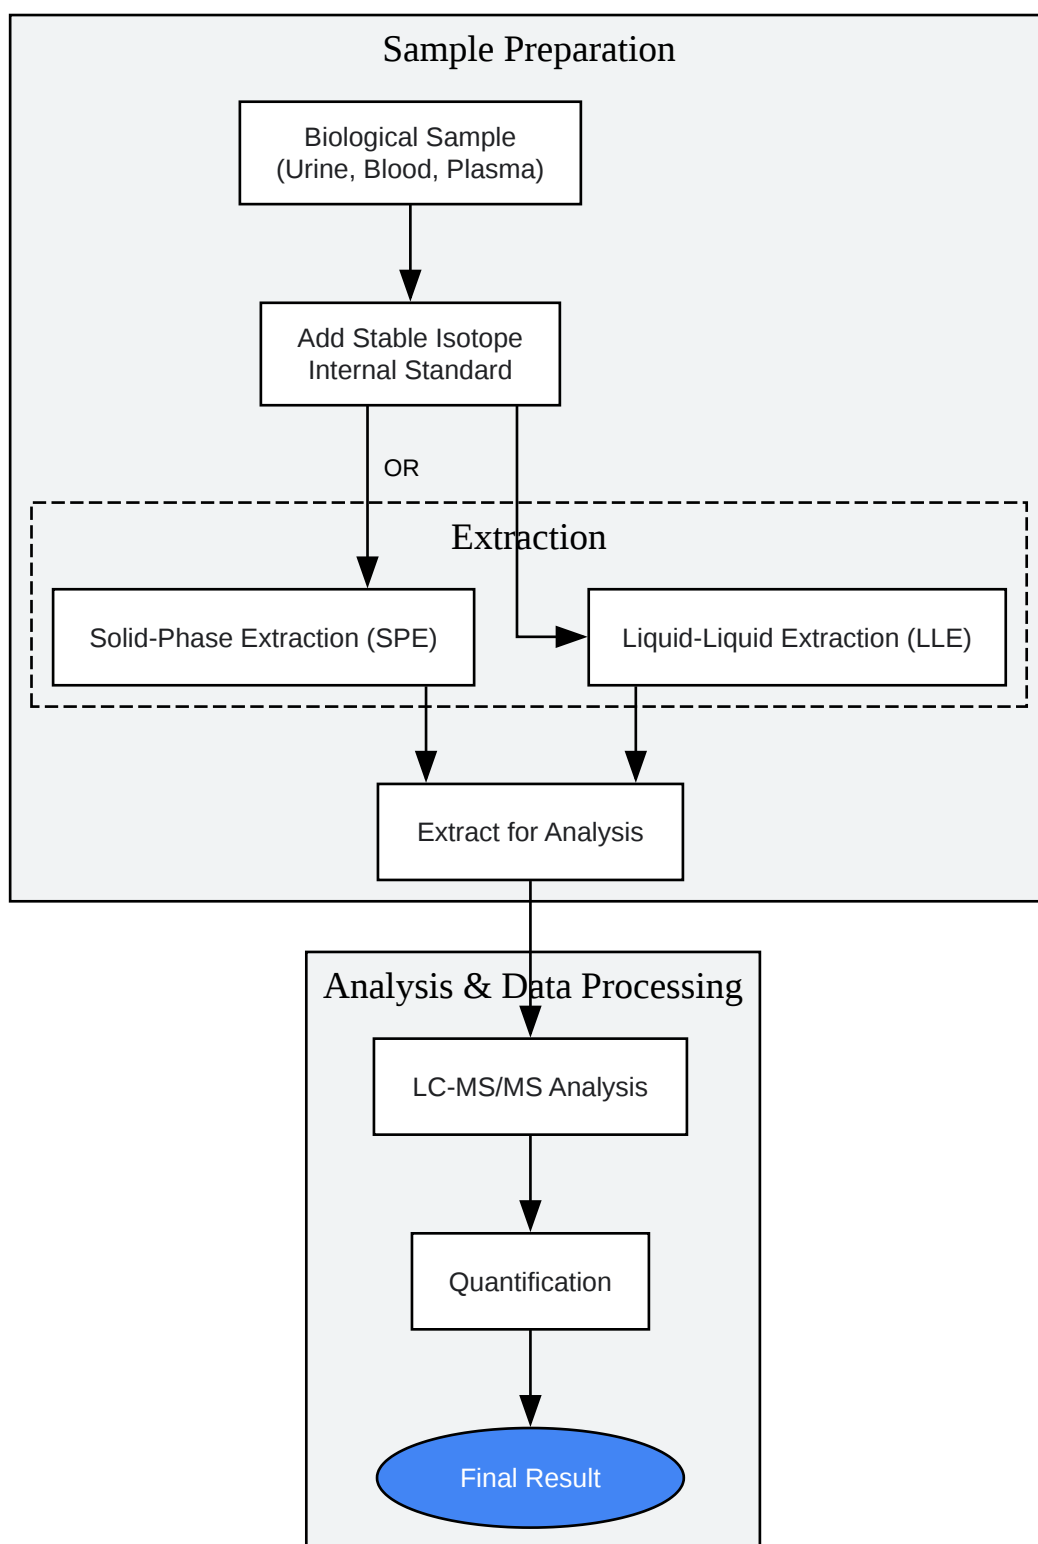 Sample Preparation
Biological Sample
(Urine, Blood, Plasma)
Add Stable Isotope
Internal Standard
OR
Extraction
Solid-Phase Extraction (SPE)
Liquid-Liquid Extraction (LLE)
Extract for Analysis
Analysis & Data Processing
LC-MS/MS Analysis
Quantification
Final Result